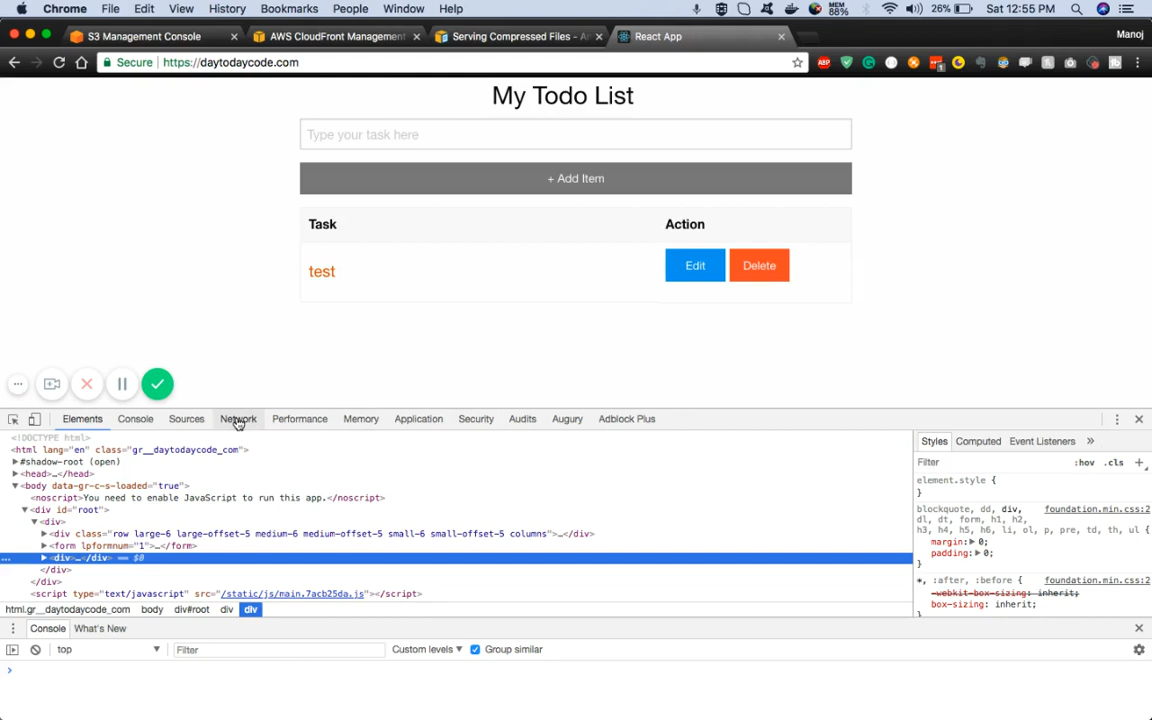 Chrome File Edit View History Bookmarks People Window Help MEM 88% 26% Sat 12:55 PM
S3 Management Console AWS CloudFront Management Serving Compressed Files - Am React App Manoj
Secure https://daytodaycode.com ABP 1
My Todo List
Type your task here
+ Add Item
Task Action
test Edit Delete
Elements Console Sources Network Performance Memory Application Security Audits Augury Adblock Plus
<!DOCTYPE html>
<html lang="en" class="gr__daytodaycode_com">
#shadow-root (open)
<head>…</head>
<body data-gr-c-s-loaded="true">
<noscript>You need to enable JavaScript to run this app.</noscript>
<div id="root">
<div>
<div class="row large-6 large-offset-5 medium-6 medium-offset-5 small-6 small-offset-5 columns">…</div>
<form lpformnum="1">…</form>
… <div>…</div> == $0
</div>
</div>
<script type="text/javascript" src="/static/js/main.7acb25da.js"></script>
html.gr__daytodaycode_com body div#root div div
Styles Computed Event Listeners »
Filter :hov .cls +
element.style {
}
blockquote, dd, div, foundation.min.css:2
dl, dt, form, h1, h2,
h3, h4, h5, h6, li, ol, p, pre, td, th, ul {
margin: 0;
padding: 0;
}
*, :after, :before { foundation.min.css:2
-webkit-box-sizing: inherit;
box-sizing: inherit;
}
Console What's New
top Filter Custom levels Group similar